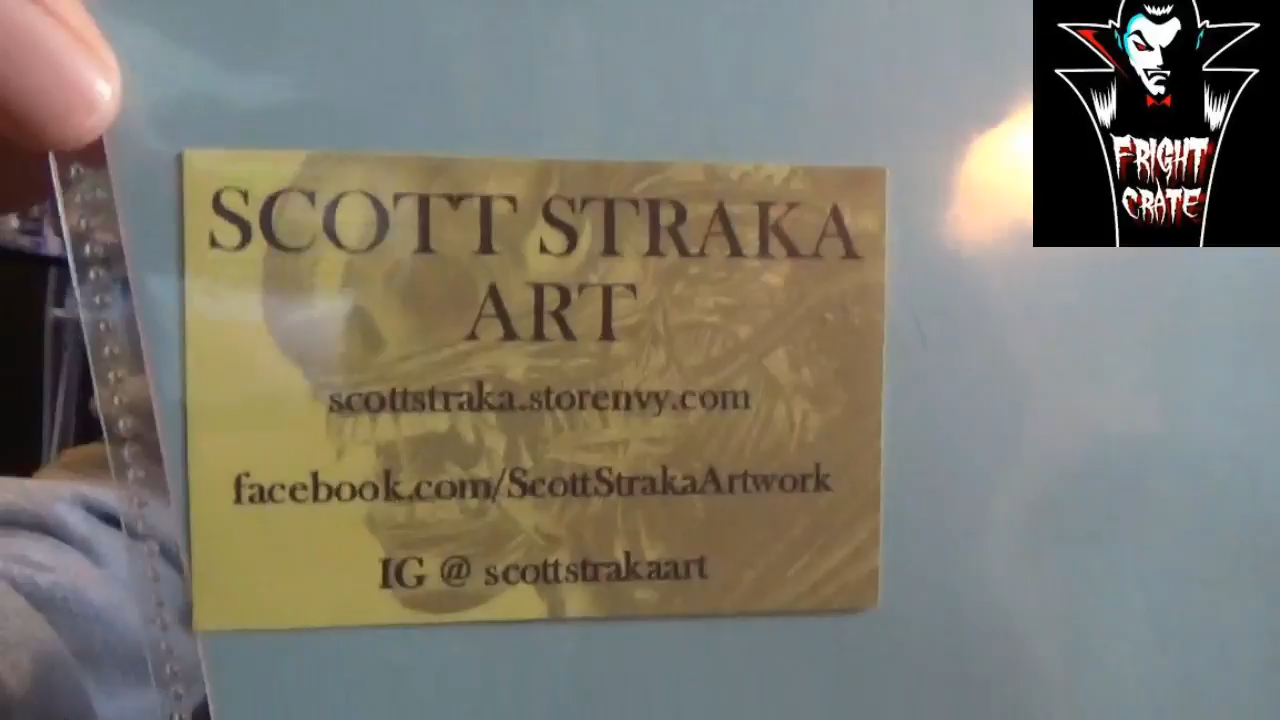 SCOTT STRAKA
ART
scottstraka.storenvy.com
facebook.com/ScottStrakaArtwork
IG @ scottstrakaart
FRIGHT
CRATE